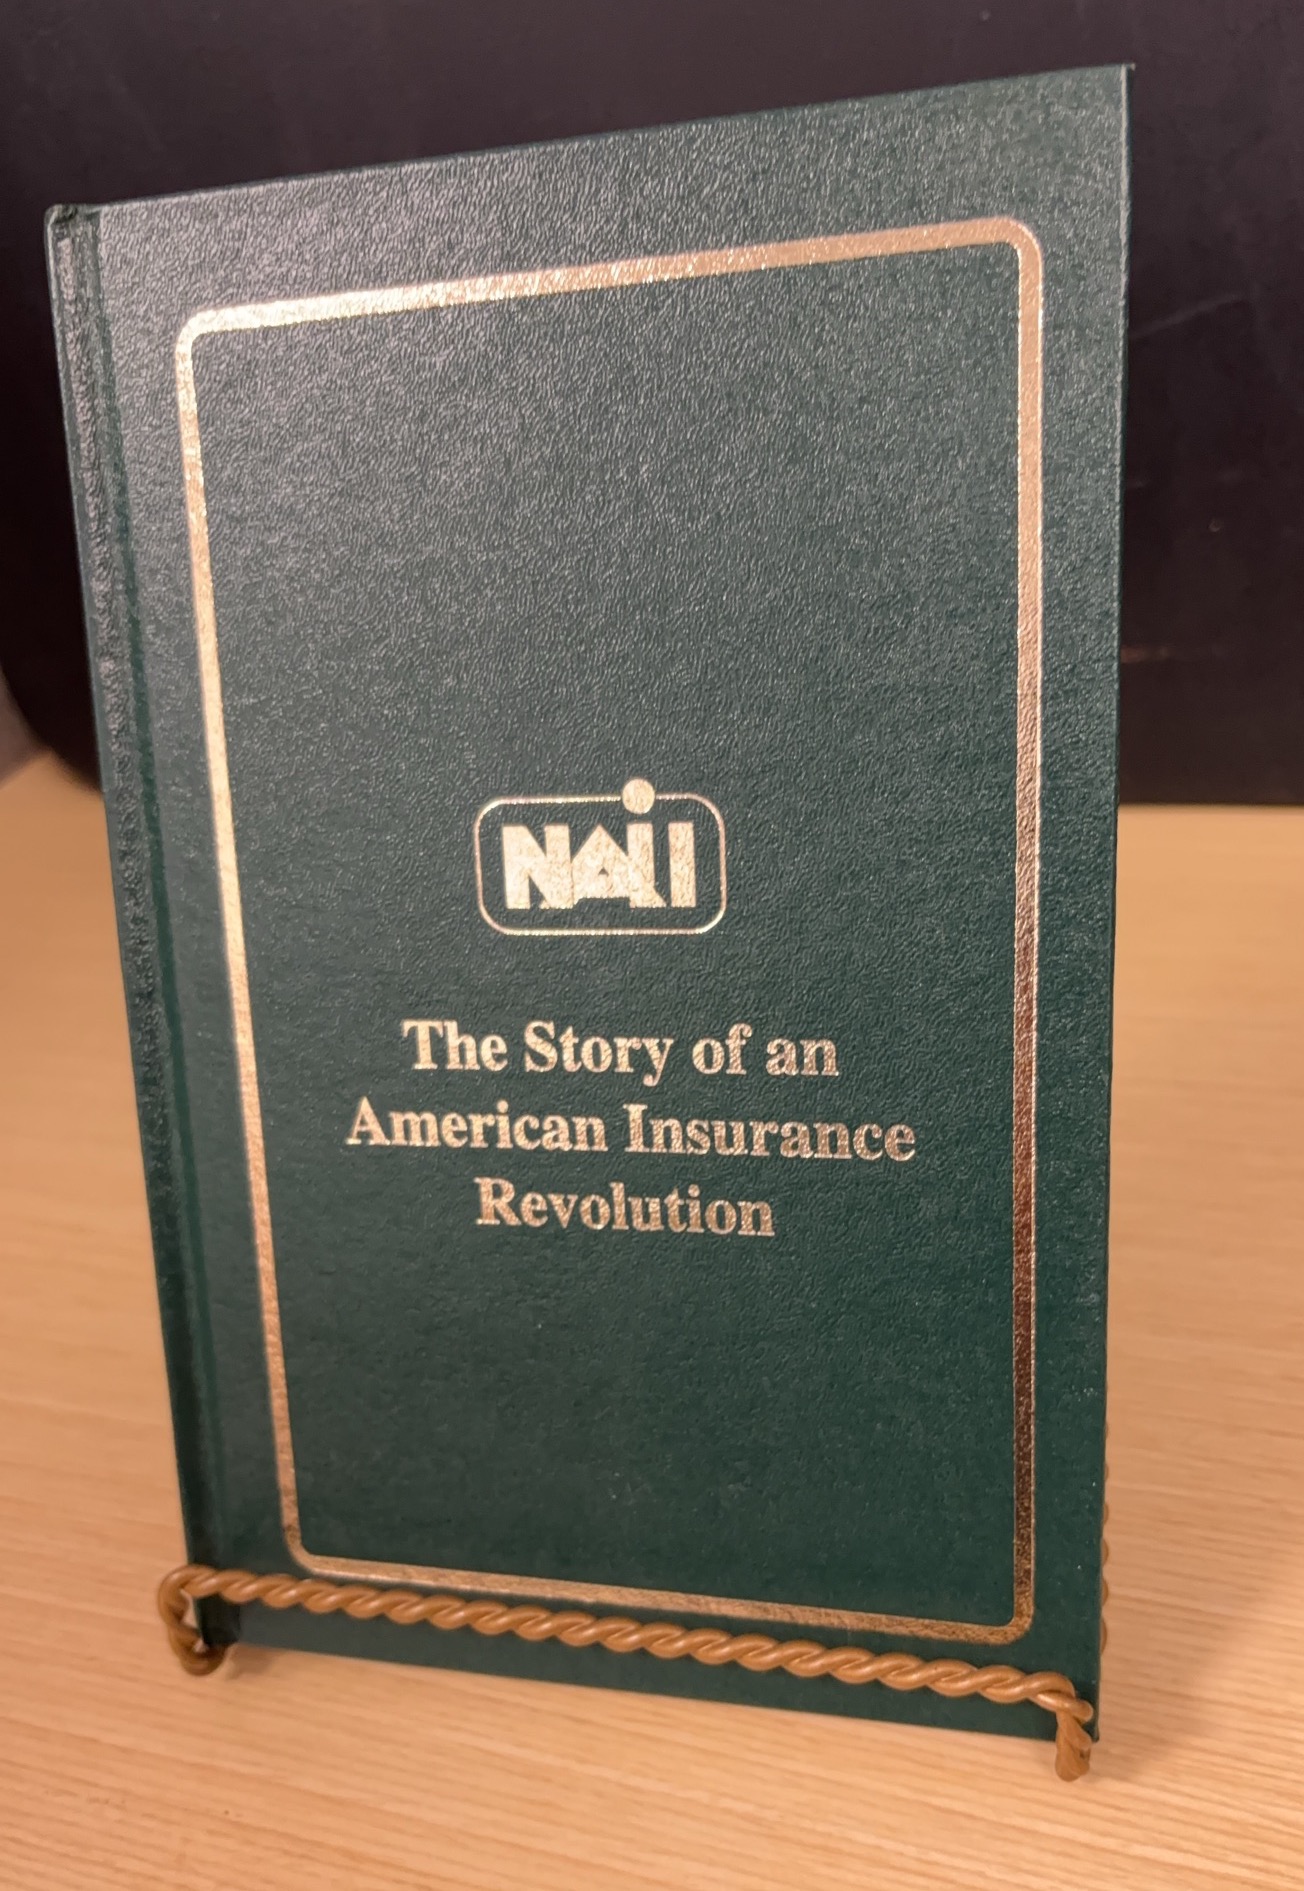 NAII
The Story of an
American Insurance
Revolution